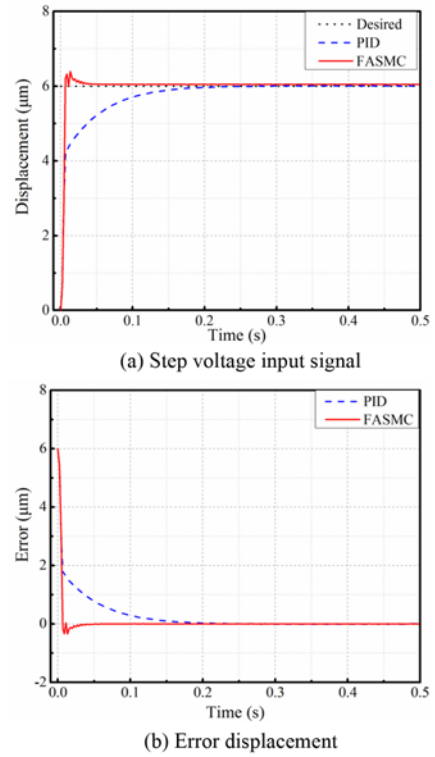 Desired
PID
FASMC
8
6
4
2
0
Displacement (μm)
0.0 0.1 0.2 0.3 0.4 0.5
Time (s)
(a) Step voltage input signal
PID
FASMC
8
6
4
2
0
-2
Error (μm)
0.0 0.1 0.2 0.3 0.4 0.5
Time (s)
(b) Error displacement